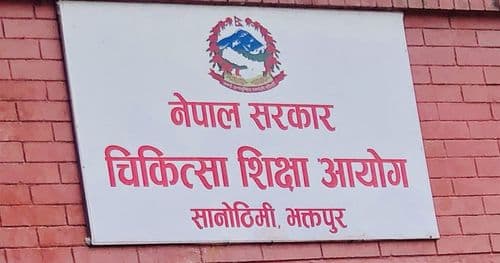 नेपाल सरकार
चिकित्सा शिक्षा आयोग
सानोठिमी, भक्तपुर